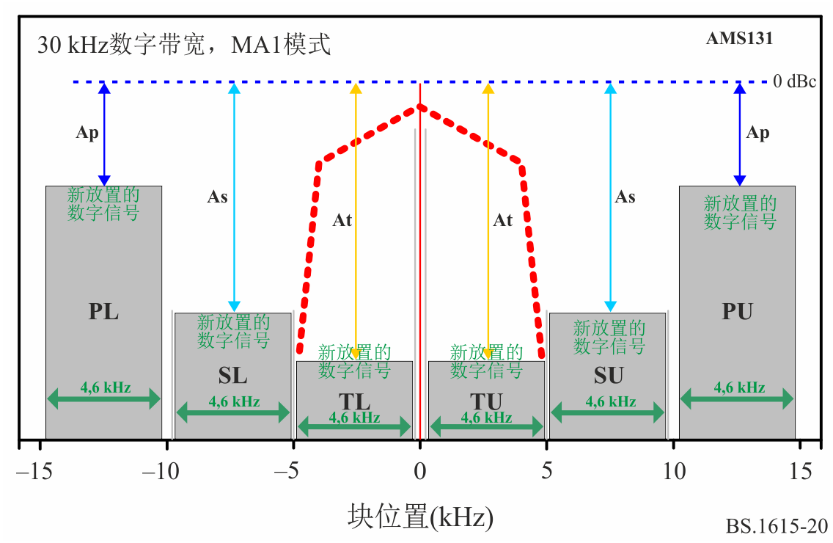 30 kHz数字带宽，MA1模式
AMS131
0 dBc
Ap
Ap
As
As
At
At
新放置的
数字信号
新放置的
数字信号
新放置的
数字信号
新放置的
数字信号
新放置的
数字信号
新放置的
数字信号
PL
SL
TL
TU
SU
PU
4,6 kHz
4,6 kHz
4,6 kHz
4,6 kHz
4,6 kHz
4,6 kHz
–15
–10
–5
0
5
10
15
块位置(kHz)
BS.1615-20